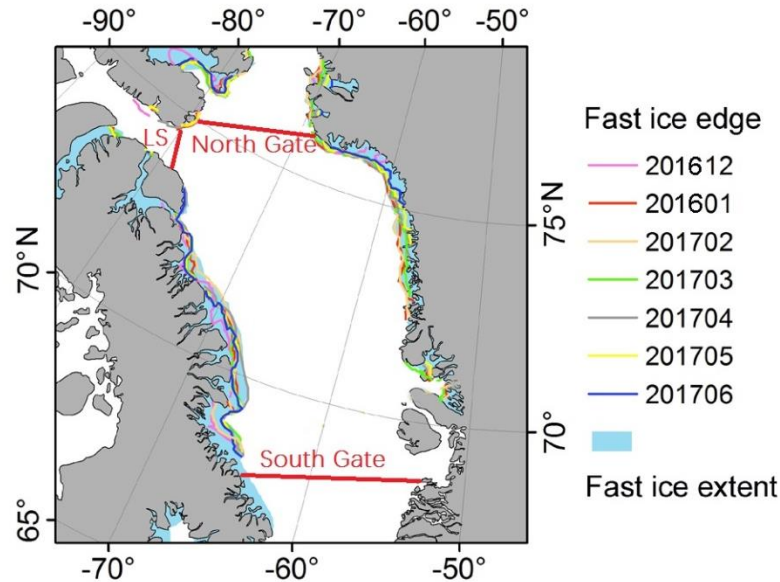 -90° -80° -70° -60° -50°
Fast ice edge
LS
North Gate
201612
201601
201702
201703
201704
201705
201706
Fast ice extent
75°N
70°N
70°
65°
South Gate
-70° -60° -50°